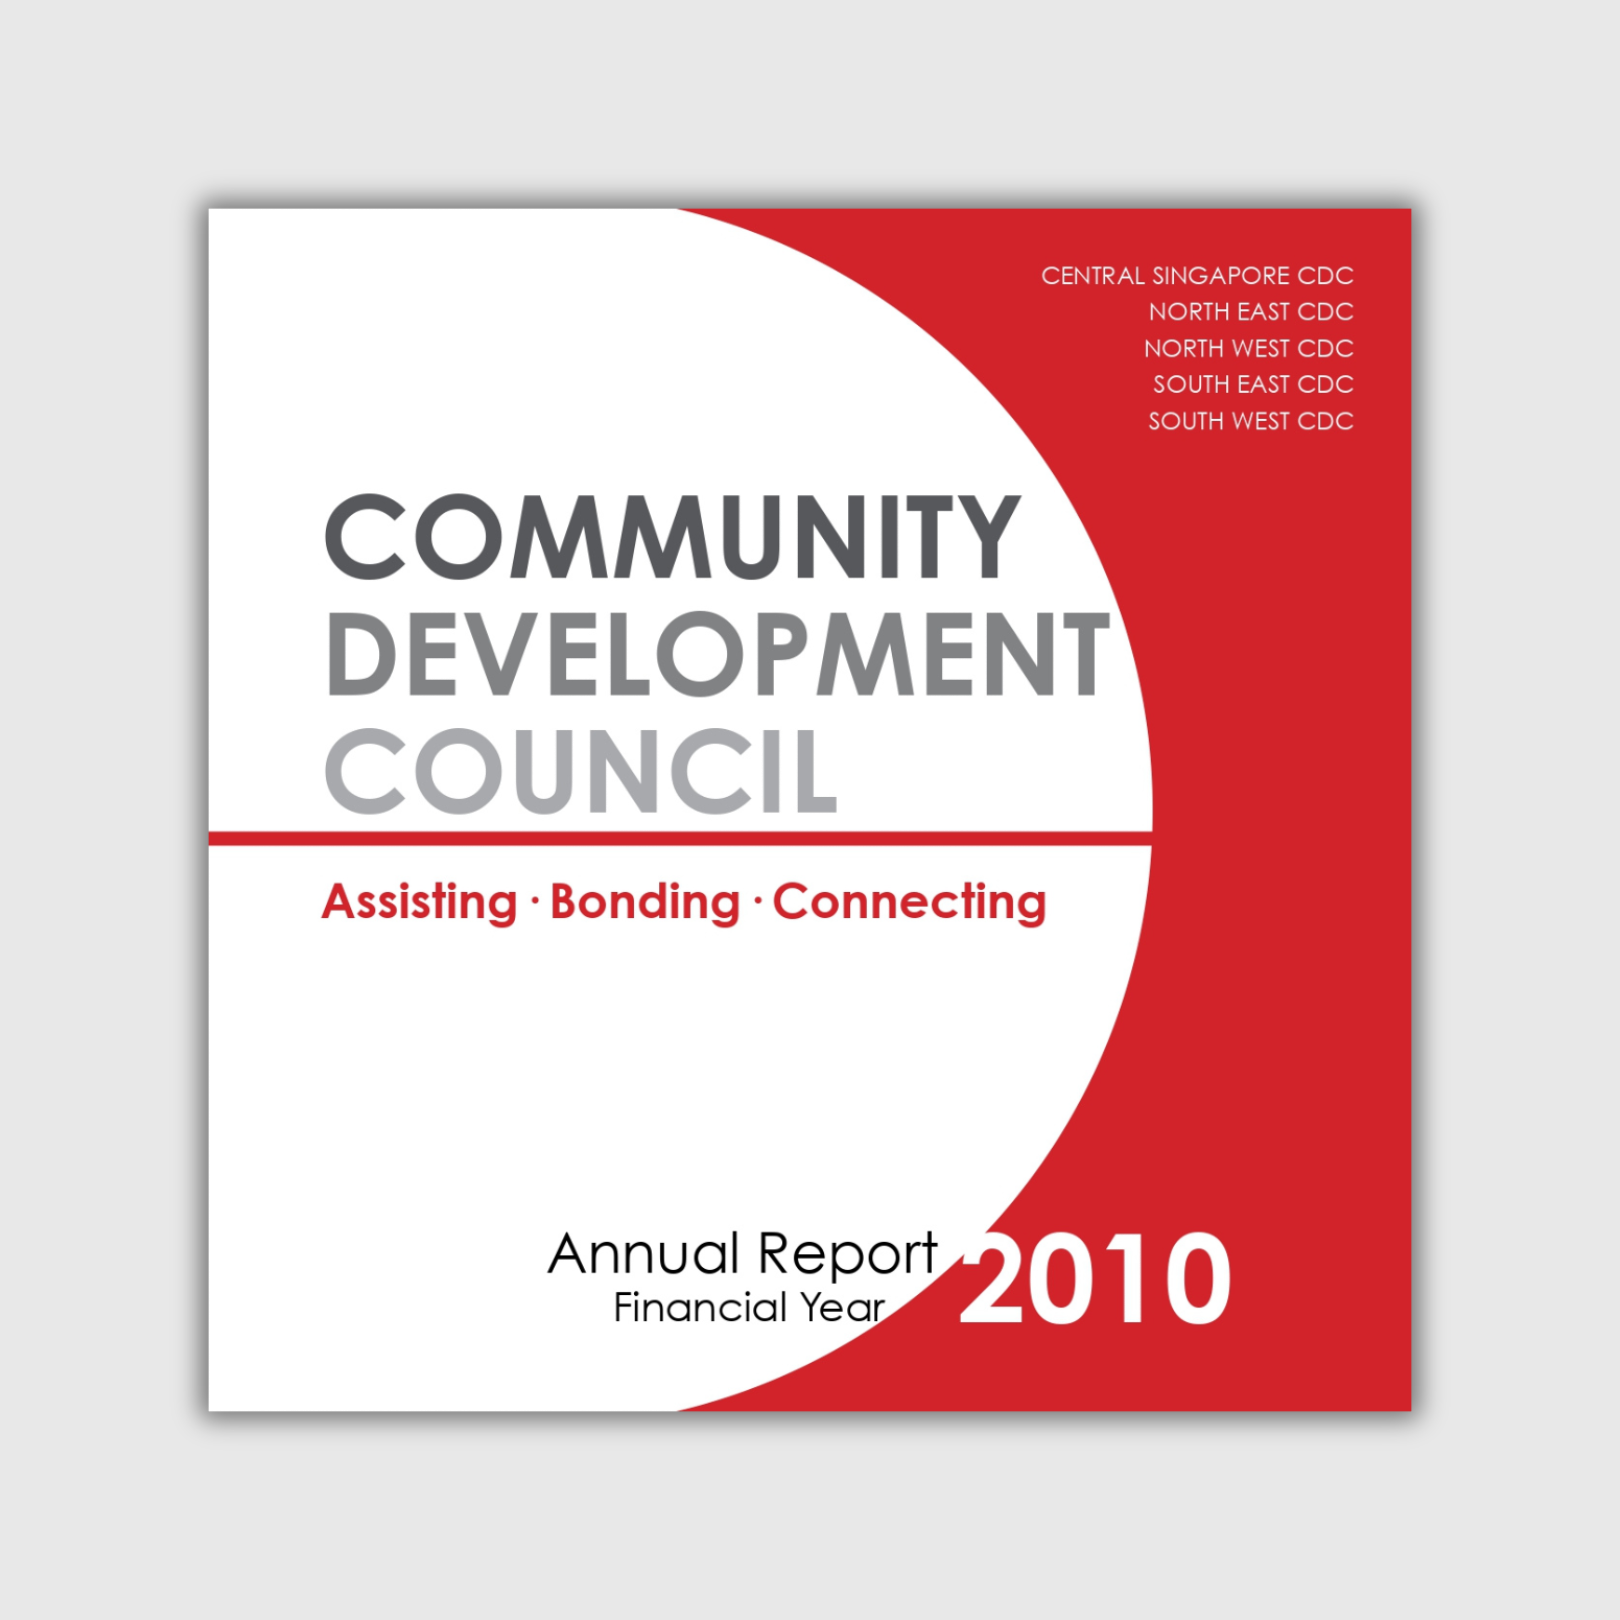 CENTRAL SINGAPORE CDC
NORTH EAST CDC
NORTH WEST CDC
SOUTH EAST CDC
SOUTH WEST CDC
COMMUNITY
DEVELOPMENT
COUNCIL
Assisting · Bonding · Connecting
Annual Report 2010
Financial Year